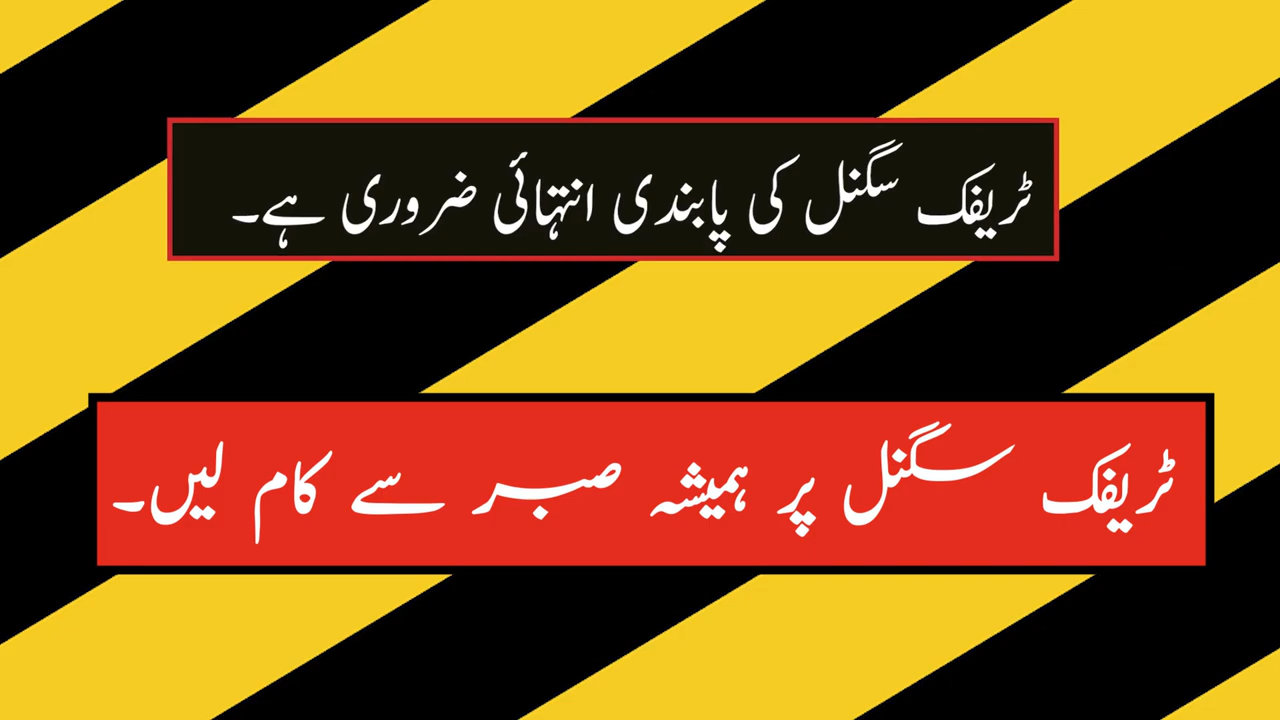 ٹریفک سگنل کی پابندی انتہائی ضروری ہے۔
ٹریفک سگنل پر ہمیشہ صبر سے کام لیں۔